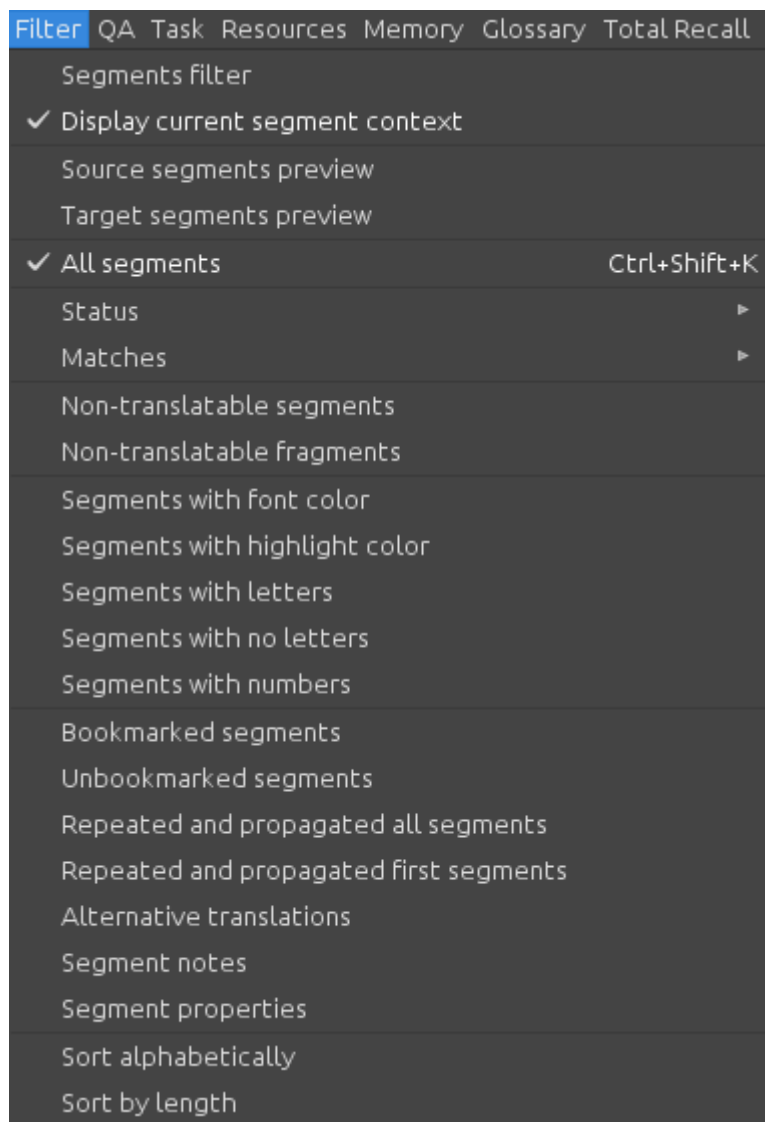 Filter QA Task Resources Memory Glossary Total Recall
Segments filter
✓ Display current segment context
Source segments preview
Target segments preview
✓ All segments Ctrl+Shift+K
Status
Matches
Non-translatable segments
Non-translatable fragments
Segments with font color
Segments with highlight color
Segments with letters
Segments with no letters
Segments with numbers
Bookmarked segments
Unbookmarked segments
Repeated and propagated all segments
Repeated and propagated first segments
Alternative translations
Segment notes
Segment properties
Sort alphabetically
Sort by length